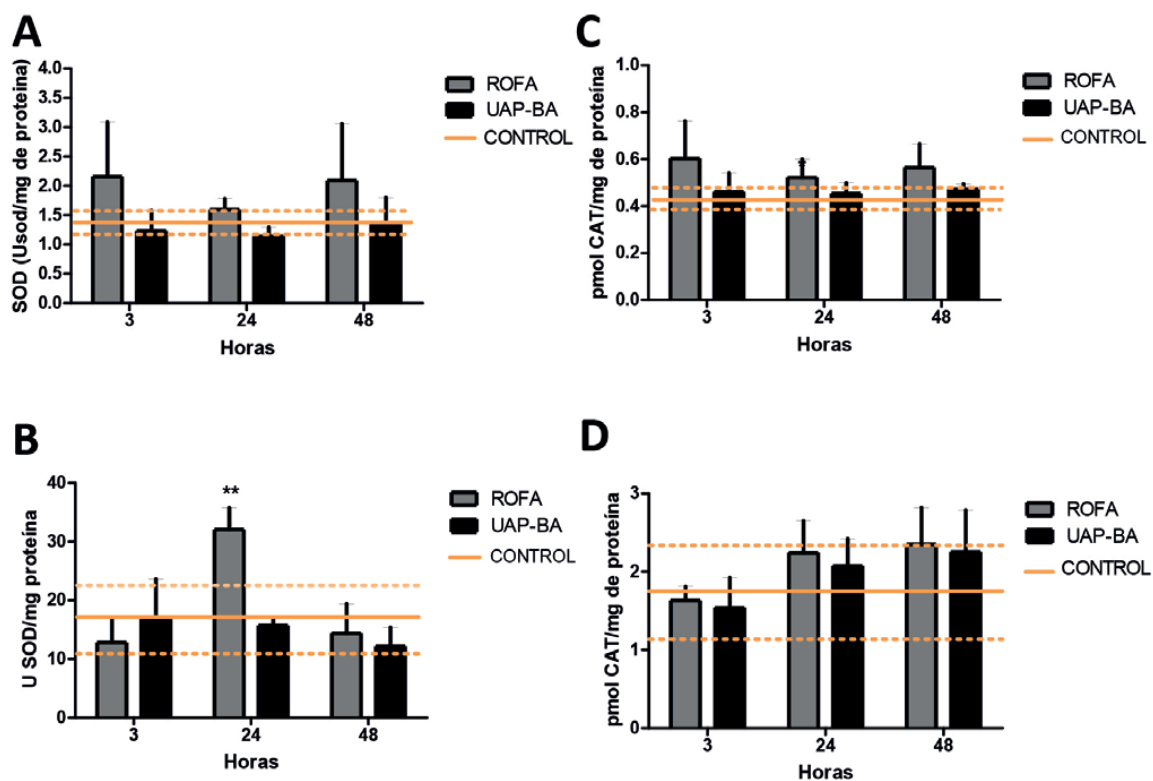 A
SOD (Usod/mg de proteína)
4.0
3.5
3.0
2.5
2.0
1.5
1.0
0.5
0.0
3
24
48
Horas
ROFA
UAP-BA
CONTROL
C
pmol CAT/mg de proteína
1.0
0.8
0.6
0.4
0.2
0.0
*
3
24
48
Horas
ROFA
UAP-BA
CONTROL
B
U SOD/mg proteína
40
30
20
10
0
**
3
24
48
Horas
ROFA
UAP-BA
CONTROL
D
pmol CAT/mg de proteína
3
2
1
0
3
24
48
Horas
ROFA
UAP-BA
CONTROL